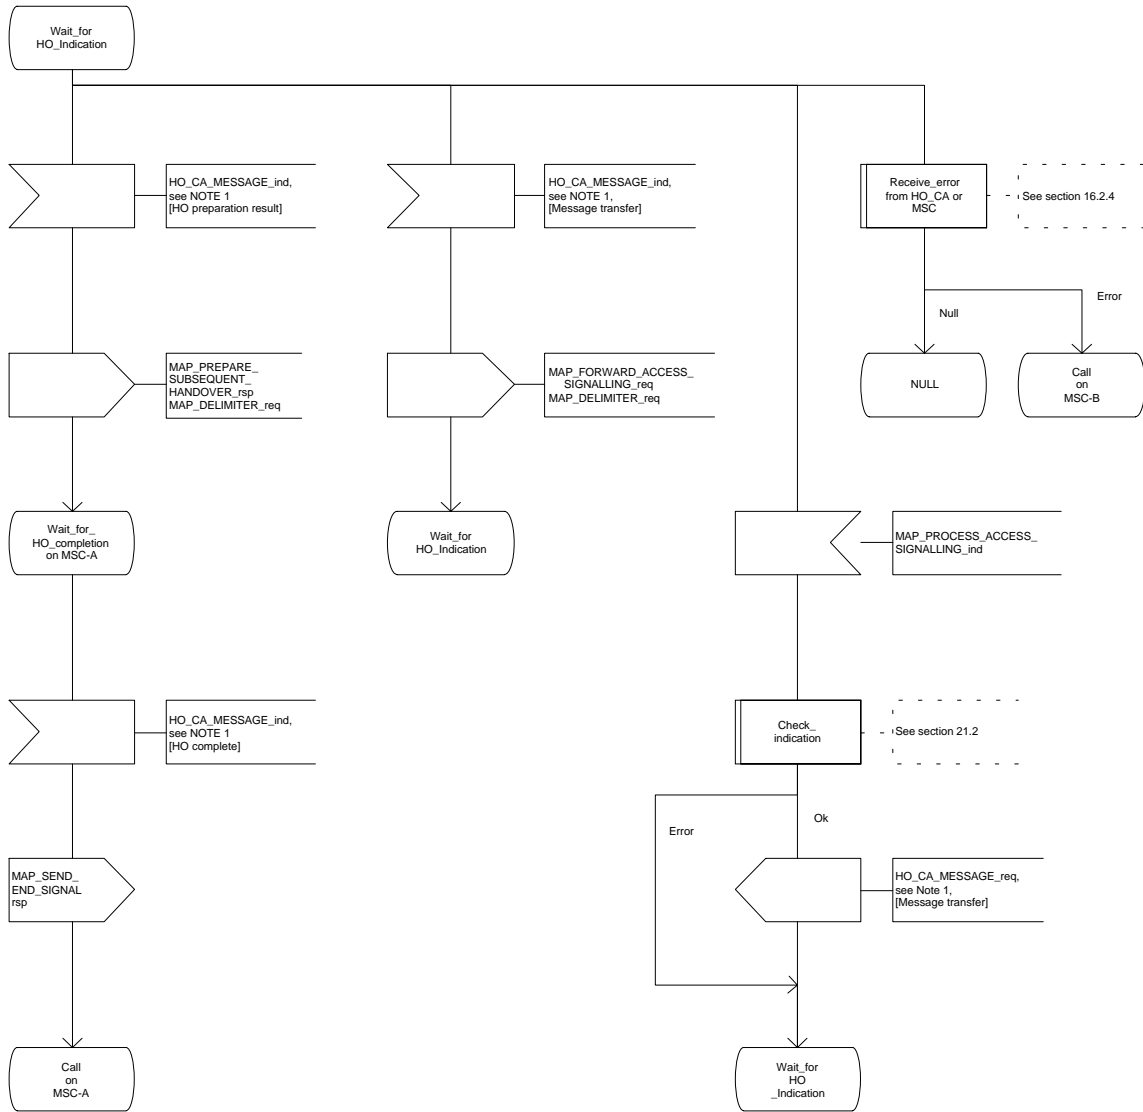 Wait_for
HO_Indication
HO_CA_MESSAGE_ind,
see NOTE 1
[HO preparation result]
HO_CA_MESSAGE_ind,
see NOTE 1,
[Message transfer]
Receive_error
from HO_CA or
MSC
See section 16.2.4
Null
Error
MAP_PREPARE_
SUBSEQUENT_
HANDOVER_rsp
MAP_DELIMITER_req
MAP_FORWARD_ACCESS_
SIGNALLING_req
MAP_DELIMITER_req
NULL
Call
on
MSC-B
Wait_for_
HO_completion
on MSC-A
Wait_for
HO_Indication
MAP_PROCESS_ACCESS_
SIGNALLING_ind
HO_CA_MESSAGE_ind,
see NOTE 1
[HO complete]
Check_
indication
See section 21.2
Error
Ok
MAP_SEND_
END_SIGNAL
rsp
HO_CA_MESSAGE_req,
see Note 1,
[Message transfer]
Call
on
MSC-A
Wait_for
HO
_Indication